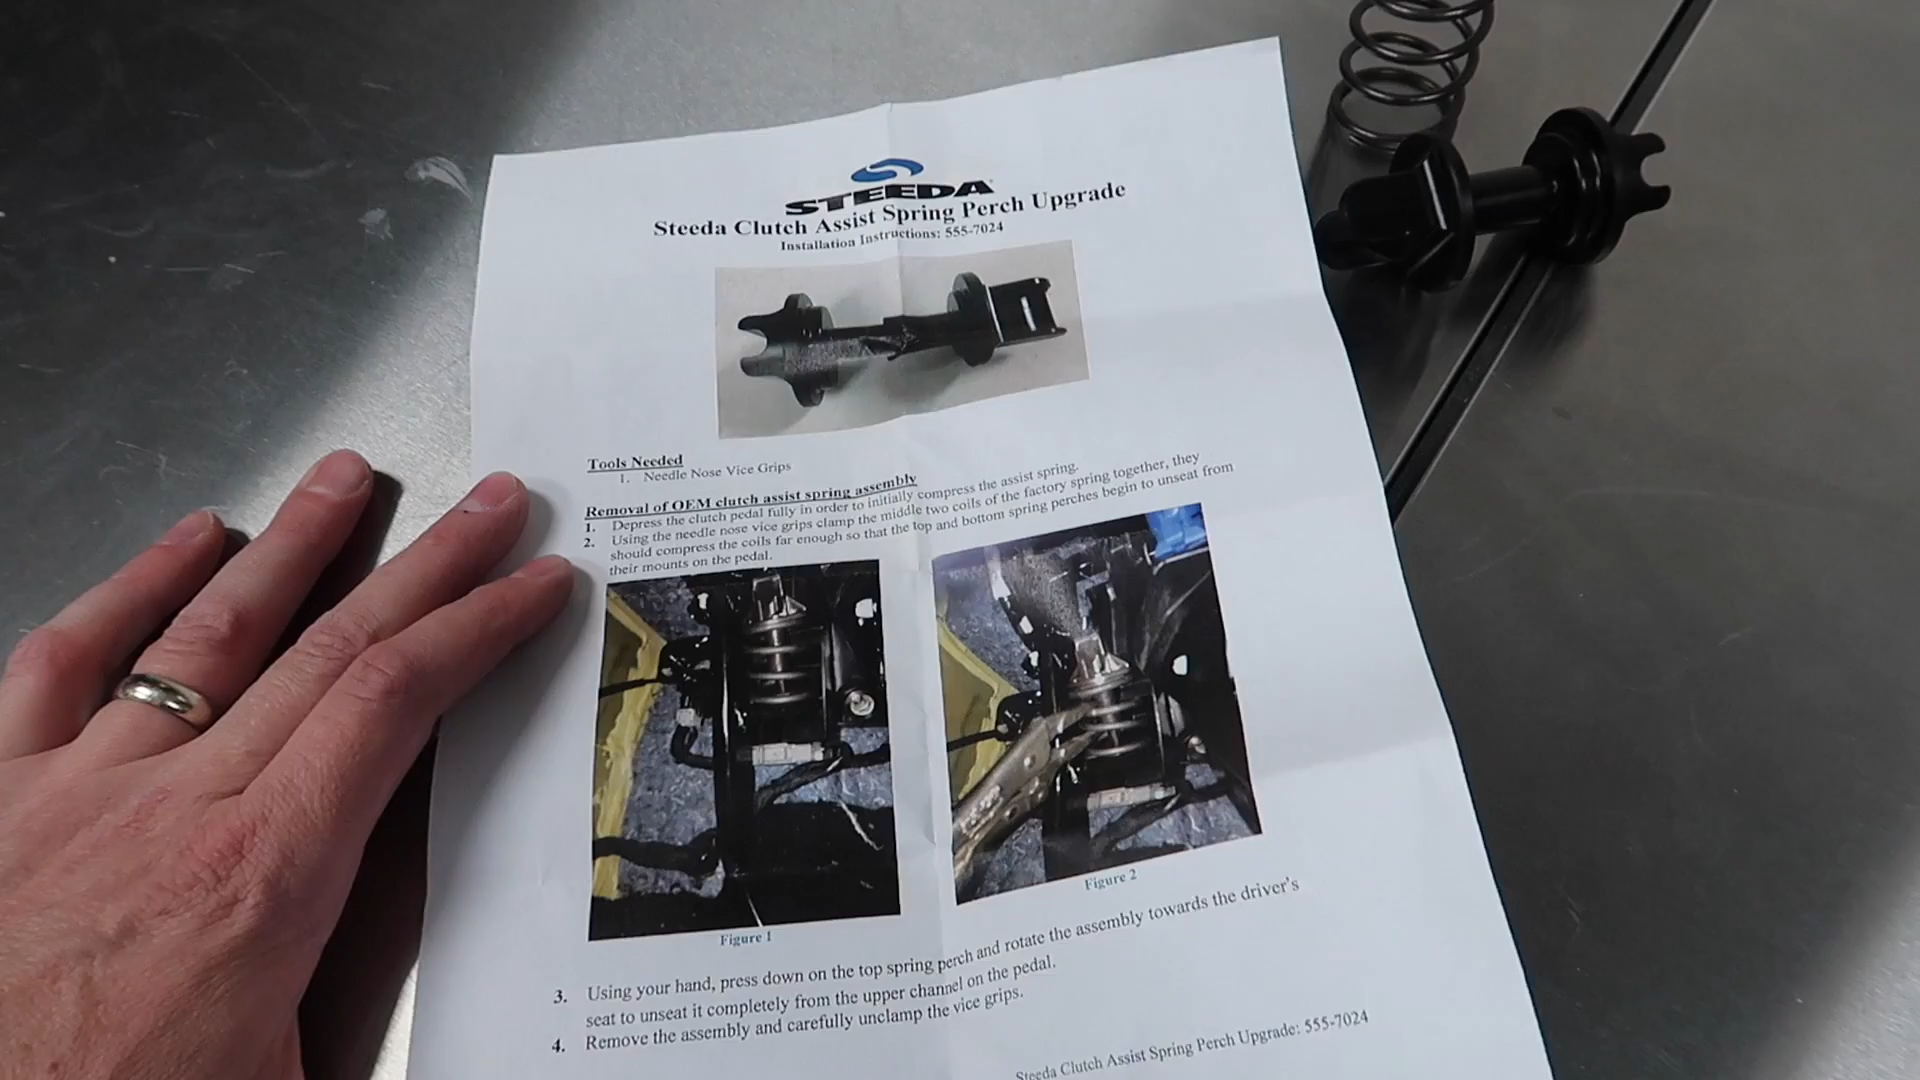 STEEDA
Steeda Clutch Assist Spring Perch Upgrade
Installation Instructions: 555-7024
Tools Needed
1. Needle Nose Vice Grips
Removal of OEM clutch assist spring assembly
1. Depress the clutch pedal fully in order to initially compress the assist spring.
2. Using the needle nose vice grips clamp the middle two coils of the factory spring together, they
should compress the coils far enough so that the top and bottom spring perches begin to unseat from
their mounts on the pedal.
Figure 1
Figure 2
3. Using your hand, press down on the top spring perch and rotate the assembly towards the driver's
seat to unseat it completely from the upper channel on the pedal.
4. Remove the assembly and carefully unclamp the vice grips.
Steeda Clutch Assist Spring Perch Upgrade: 555-7024